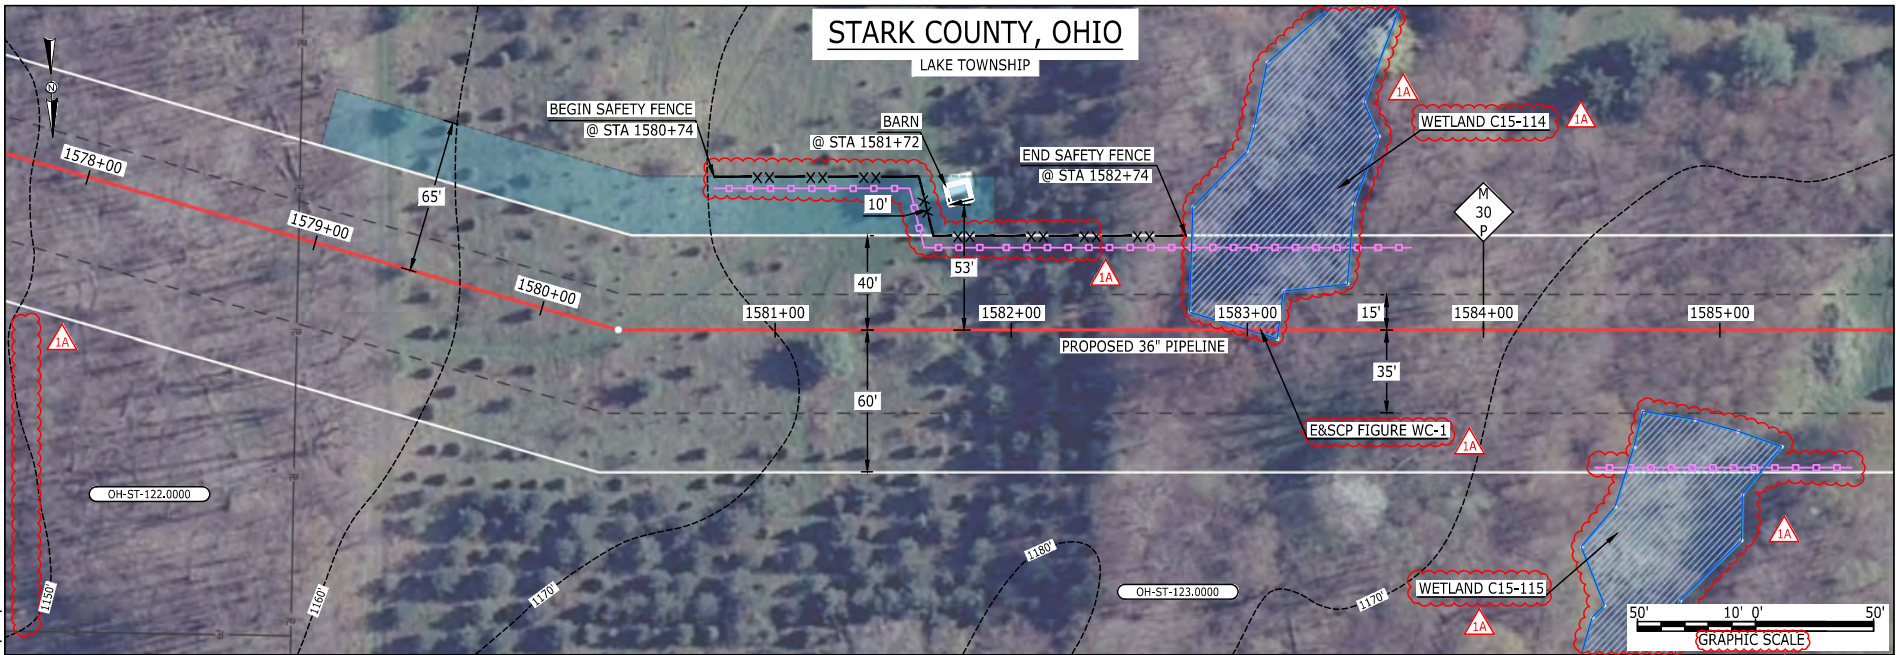 STARK COUNTY, OHIO
LAKE TOWNSHIP
N
BEGIN SAFETY FENCE
@ STA 1580+74
BARN
@ STA 1581+72
END SAFETY FENCE
@ STA 1582+74
1A
WETLAND C15-114
1A
1578+00
1579+00
1580+00
65'
10'
53'
40'
60'
1A
M
30
P
1581+00
1582+00
1583+00
15'
1584+00
1585+00
PROPOSED 36" PIPELINE
35'
1A
E&SCP FIGURE WC-1
1A
OH-ST-122.0000
1150'
1160'
1170'
1180'
OH-ST-123.0000
1170'
WETLAND C15-115
1A
1A
50' 10' 0' 50'
GRAPHIC SCALE